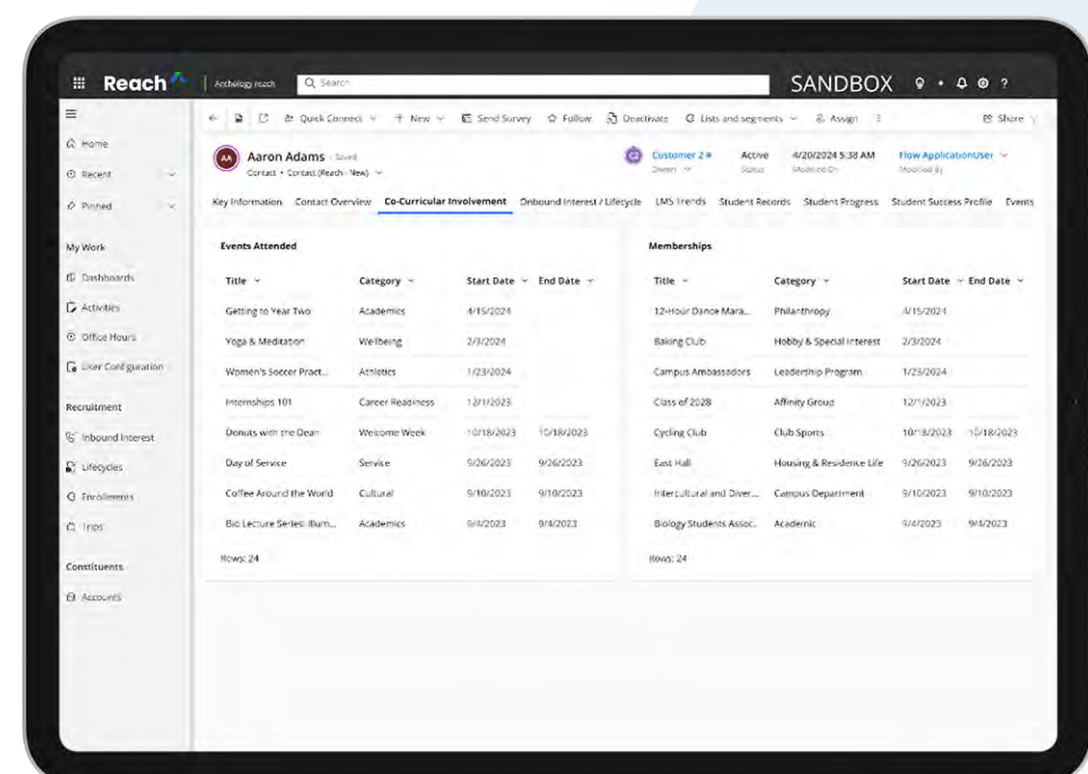 Reach
Anthology reach
Search
SANDBOX
?
Quick Connect
+ New
Send Survey
Follow
Deactivate
Lists and segments
Assign
Share
Home
Recent
Pinned
My Work
Dashboards
Activities
Office Hours
User Configuration
Recruitment
Inbound Interest
Lifecycles
Enrollments
Trips
Constituents
Accounts
AA
Aaron Adams - Saved
Contact • Contact (Reach - New)
Customer 2 #
Owner
Active
Status
4/20/2024 5:38 AM
Modified On
Flow ApplicationUser
Modified By
Key Information Contact Overview Co-Curricular Involvement Onbound Interest / Lifecycle LMS Trends Student Records Student Progress Student Success Profile Events
Events Attended
Title Category Start Date End Date
Getting to Year Two Academics 4/15/2024
Yoga & Meditation Wellbeing 2/3/2024
Women's Soccer Pract... Athletics 1/23/2024
Internships 101 Career Readiness 12/1/2023
Donuts with the Dean Welcome Week 10/18/2023 10/18/2023
Day of Service Service 9/26/2023 9/26/2023
Coffee Around the World Cultural 9/10/2023 9/10/2023
Bio Lecture Series: Illum... Academics 9/4/2023 9/4/2023
Rows: 24
Memberships
Title Category Start Date End Date
12-Hour Dance Mara... Philanthropy 4/15/2024
Baking Club Hobby & Special Interest 2/3/2024
Campus Ambassadors Leadership Program 1/23/2024
Class of 2028 Affinity Group 12/1/2023
Cycling Club Club Sports 10/18/2023 10/18/2023
East Hall Housing & Residence Life 9/26/2023 9/26/2023
Intercultural and Diver... Campus Department 9/10/2023 9/10/2023
Biology Students Assoc. Academic 9/4/2023 9/4/2023
Rows: 24